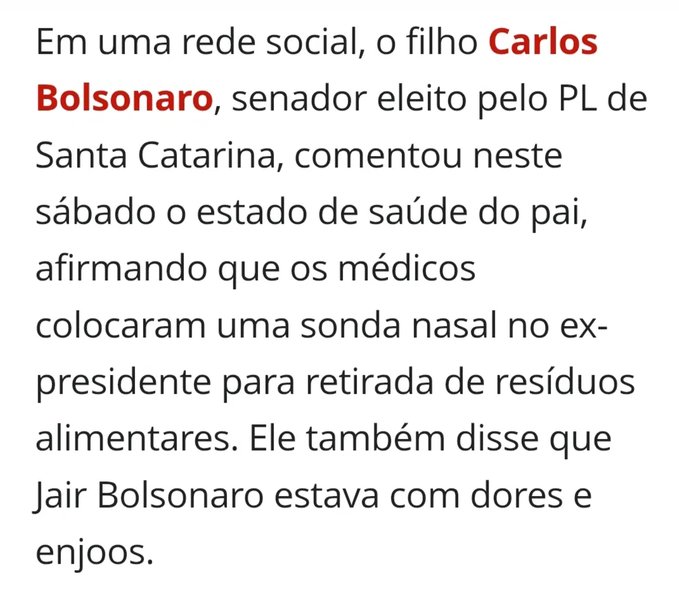 Em uma rede social, o filho Carlos
Bolsonaro, senador eleito pelo PL de
Santa Catarina, comentou neste
sábado o estado de saúde do pai,
afirmando que os médicos
colocaram uma sonda nasal no ex-
presidente para retirada de resíduos
alimentares. Ele também disse que
Jair Bolsonaro estava com dores e
enjoos.